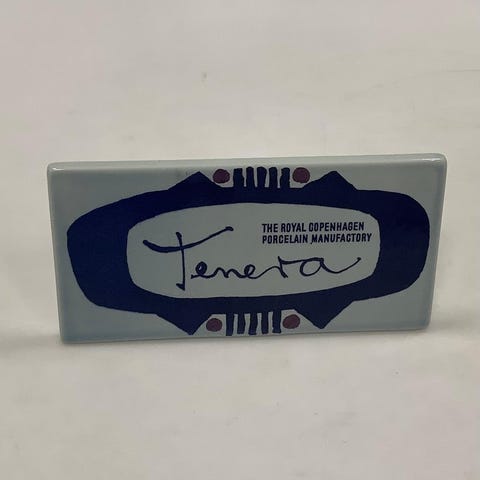 THE ROYAL COPENHAGEN
PORCELAIN MANUFACTORY
Tenera